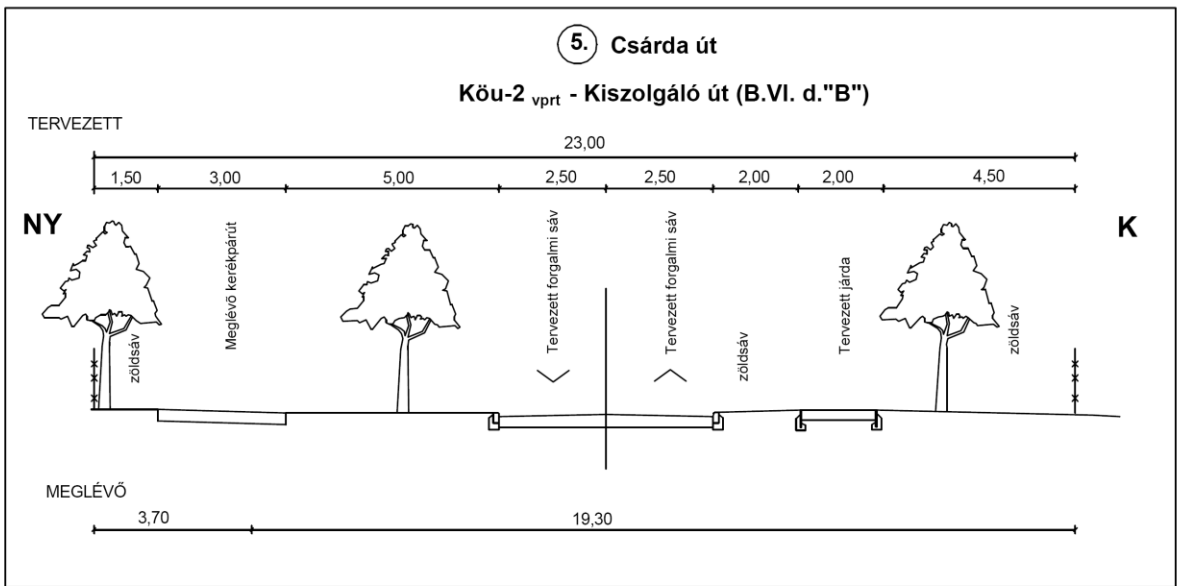 5. Csárda út
Köu-2 vprt - Kiszolgáló út (B.VI. d."B")
TERVEZETT
23,00
1,50 3,00 5,00 2,50 2,50 2,00 2,00 4,50
NY
K
zöldsáv
Meglévő kerékpárút
Tervezett forgalmi sáv
Tervezett forgalmi sáv
zöldsáv
Tervezett járda
zöldsáv
MEGLÉVŐ
3,70 19,30